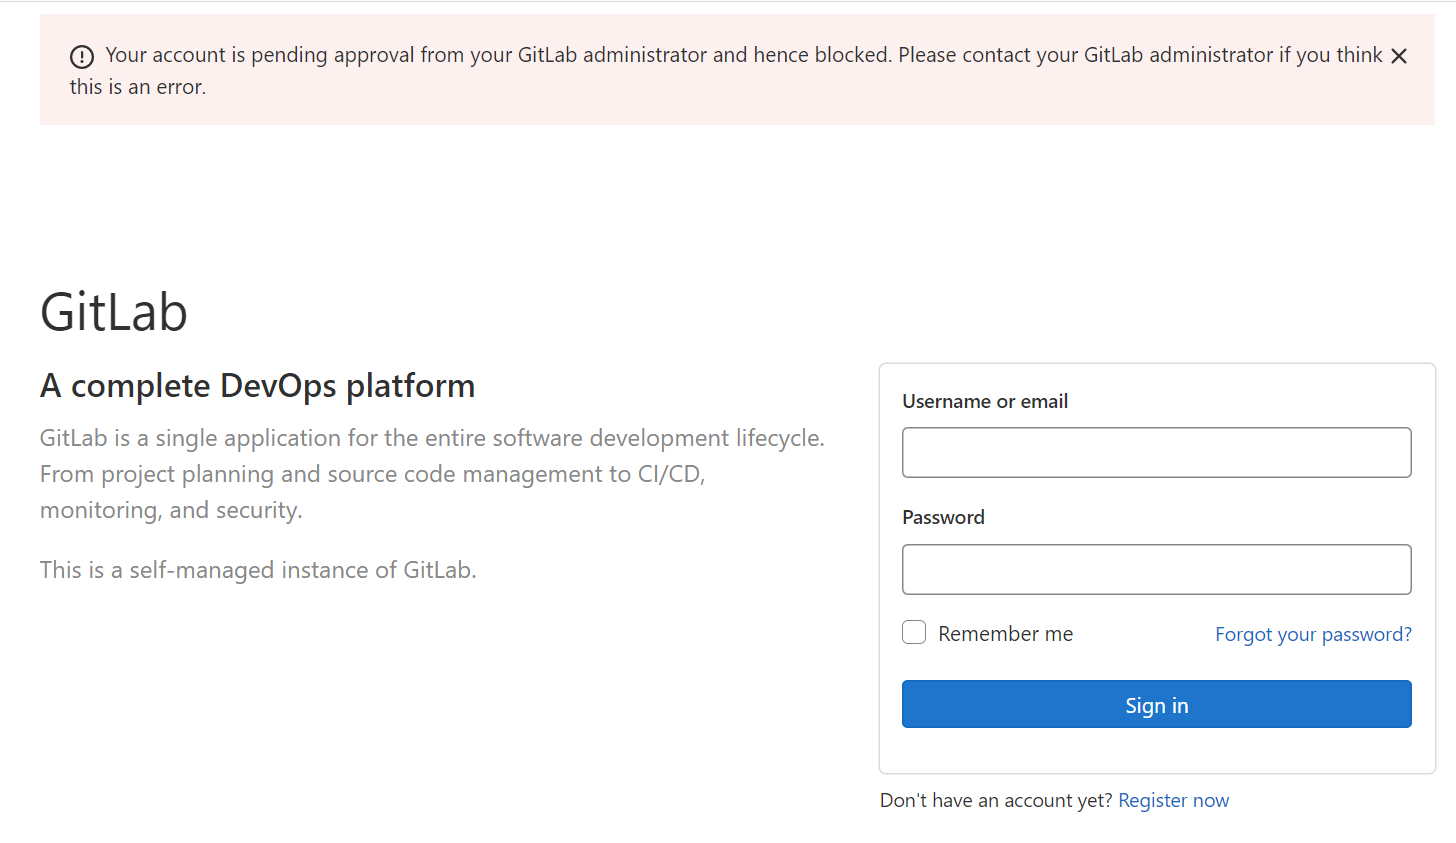 Your account is pending approval from your GitLab administrator and hence blocked. Please contact your GitLab administrator if you think
this is an error.
GitLab
A complete DevOps platform
GitLab is a single application for the entire software development lifecycle.
From project planning and source code management to CI/CD,
monitoring, and security.
This is a self-managed instance of GitLab.
Username or email
Password
Remember me
Forgot your password?
Sign in
Don't have an account yet? Register now